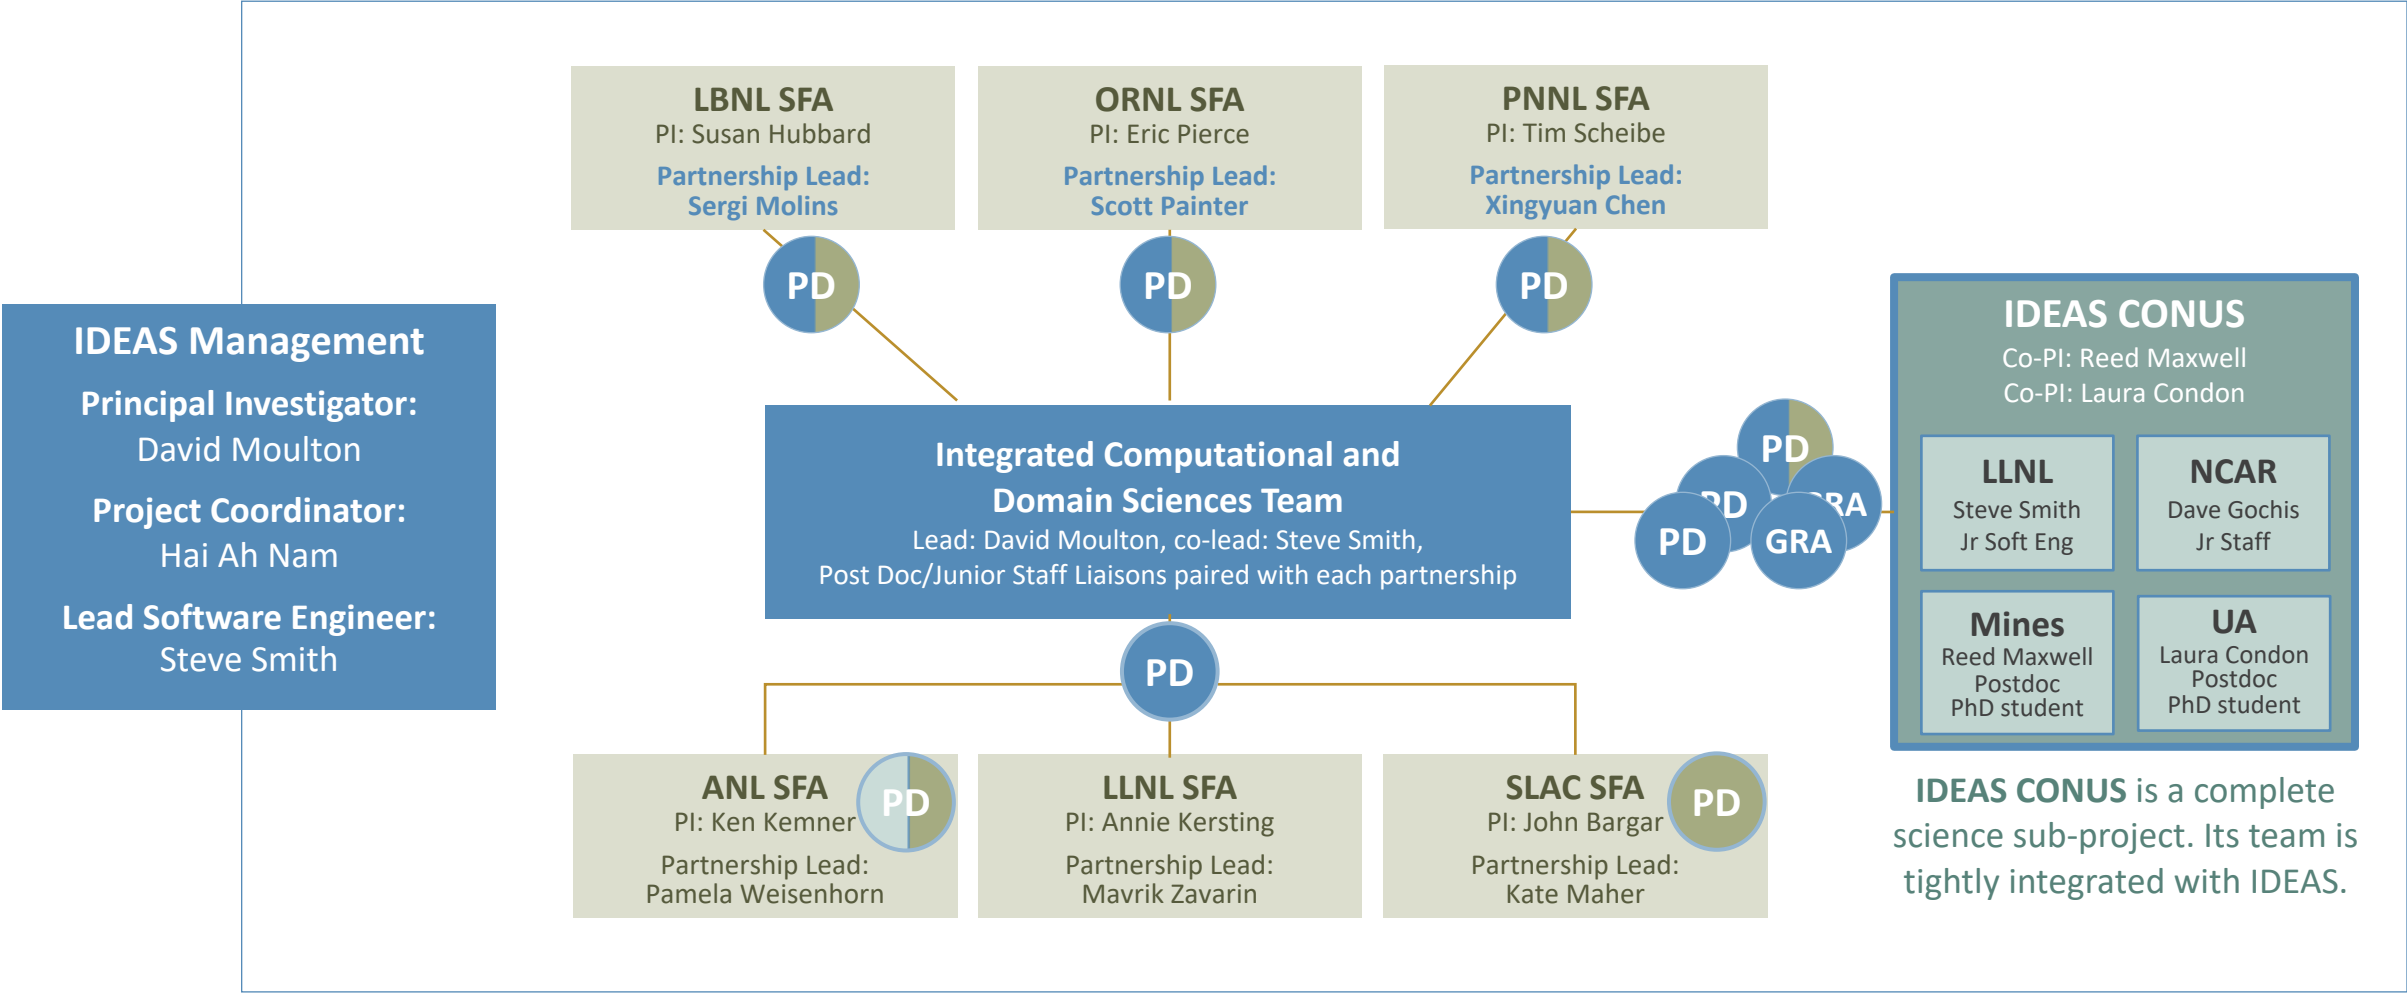 LBNL SFA
PI: Susan Hubbard
Partnership Lead:
Sergi Molins
ORNL SFA
PI: Eric Pierce
Partnership Lead:
Scott Painter
PNNL SFA
PI: Tim Scheibe
Partnership Lead:
Xingyuan Chen
PD
PD
PD
IDEAS Management
Principal Investigator:
David Moulton
Project Coordinator:
Hai Ah Nam
Lead Software Engineer:
Steve Smith
Integrated Computational and
Domain Sciences Team
Lead: David Moulton, co-lead: Steve Smith,
Post Doc/Junior Staff Liaisons paired with each partnership
PD
PD
GRA
PD
GRA
IDEAS CONUS
Co-PI: Reed Maxwell
Co-PI: Laura Condon
LLNL
Steve Smith
Jr Soft Eng
NCAR
Dave Gochis
Jr Staff
Mines
Reed Maxwell
Postdoc
PhD student
UA
Laura Condon
Postdoc
PhD student
PD
ANL SFA
PI: Ken Kemner
Partnership Lead:
Pamela Weisenhorn
PD
LLNL SFA
PI: Annie Kersting
Partnership Lead:
Mavrik Zavarin
SLAC SFA
PI: John Bargar
Partnership Lead:
Kate Maher
PD
IDEAS CONUS is a complete
science sub-project. Its team is
tightly integrated with IDEAS.